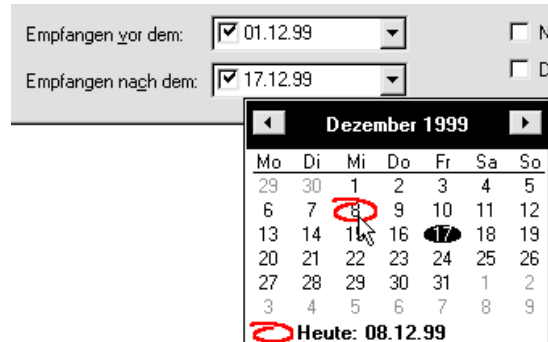 Empfangen vor dem: 01.12.99 N
Empfangen nach dem: 17.12.99 D
Dezember 1999
Mo Di Mi Do Fr Sa So
29 30 1 2 3 4 5
6 7 8 9 10 11 12
13 14 15 16 17 18 19
20 21 22 23 24 25 26
27 28 29 30 31 1 2
3 4 5 6 7 8 9
Heute: 08.12.99